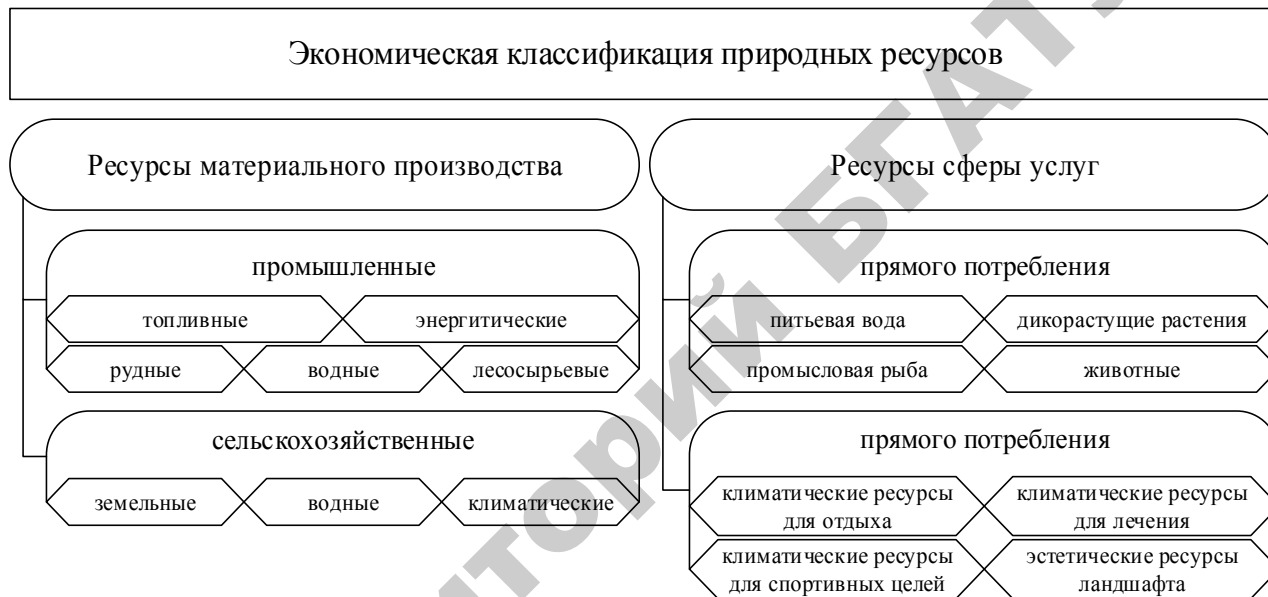 Экономическая классификация природных ресурсов
Ресурсы материального производства
промышленные
топливные
энергитические
рудные
водные
лесосырьевые
сельскохозяйственные
земельные
водные
климатические
Ресурсы сферы услуг
прямого потребления
питьевая вода
дикорастущие растения
промысловая рыба
животные
прямого потребления
климатические ресурсы
для отдыха
климатические ресурсы
для лечения
климатические ресурсы
для спортивных целей
эстетические ресурсы
ландшафта